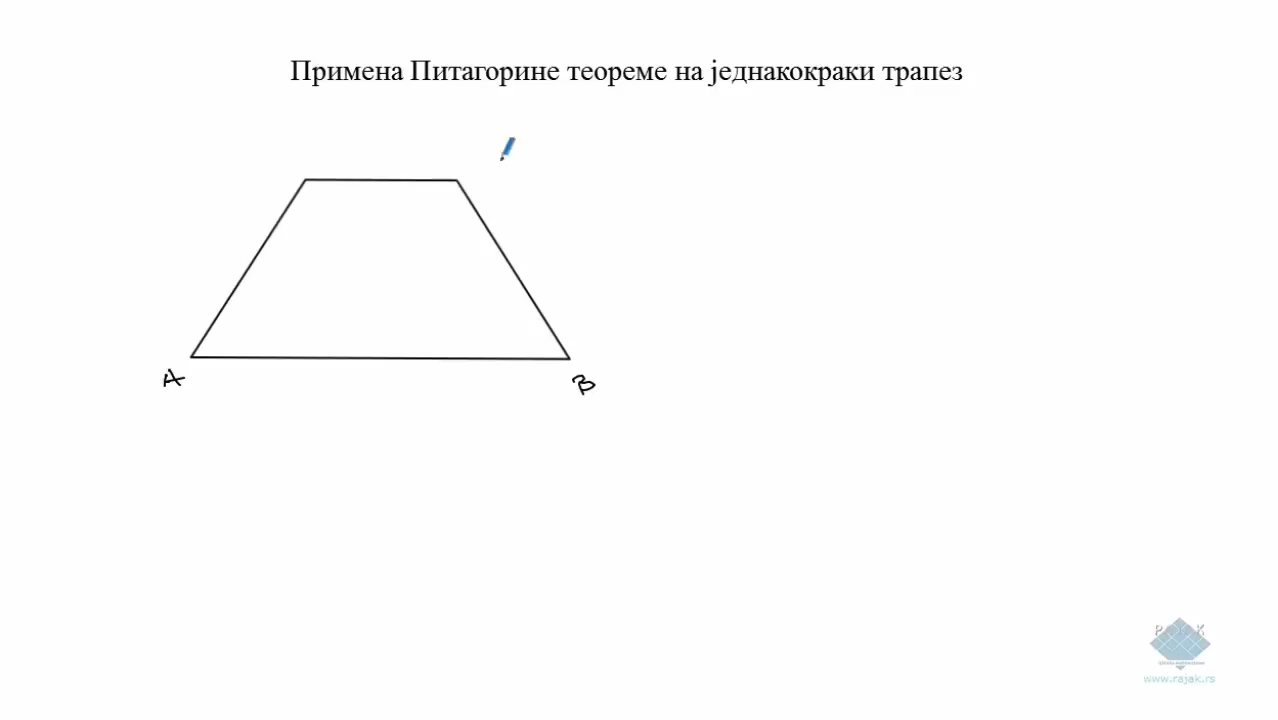 Примена Питагорине теореме на једнакокраки трапез
A
B
www.rajak.rs